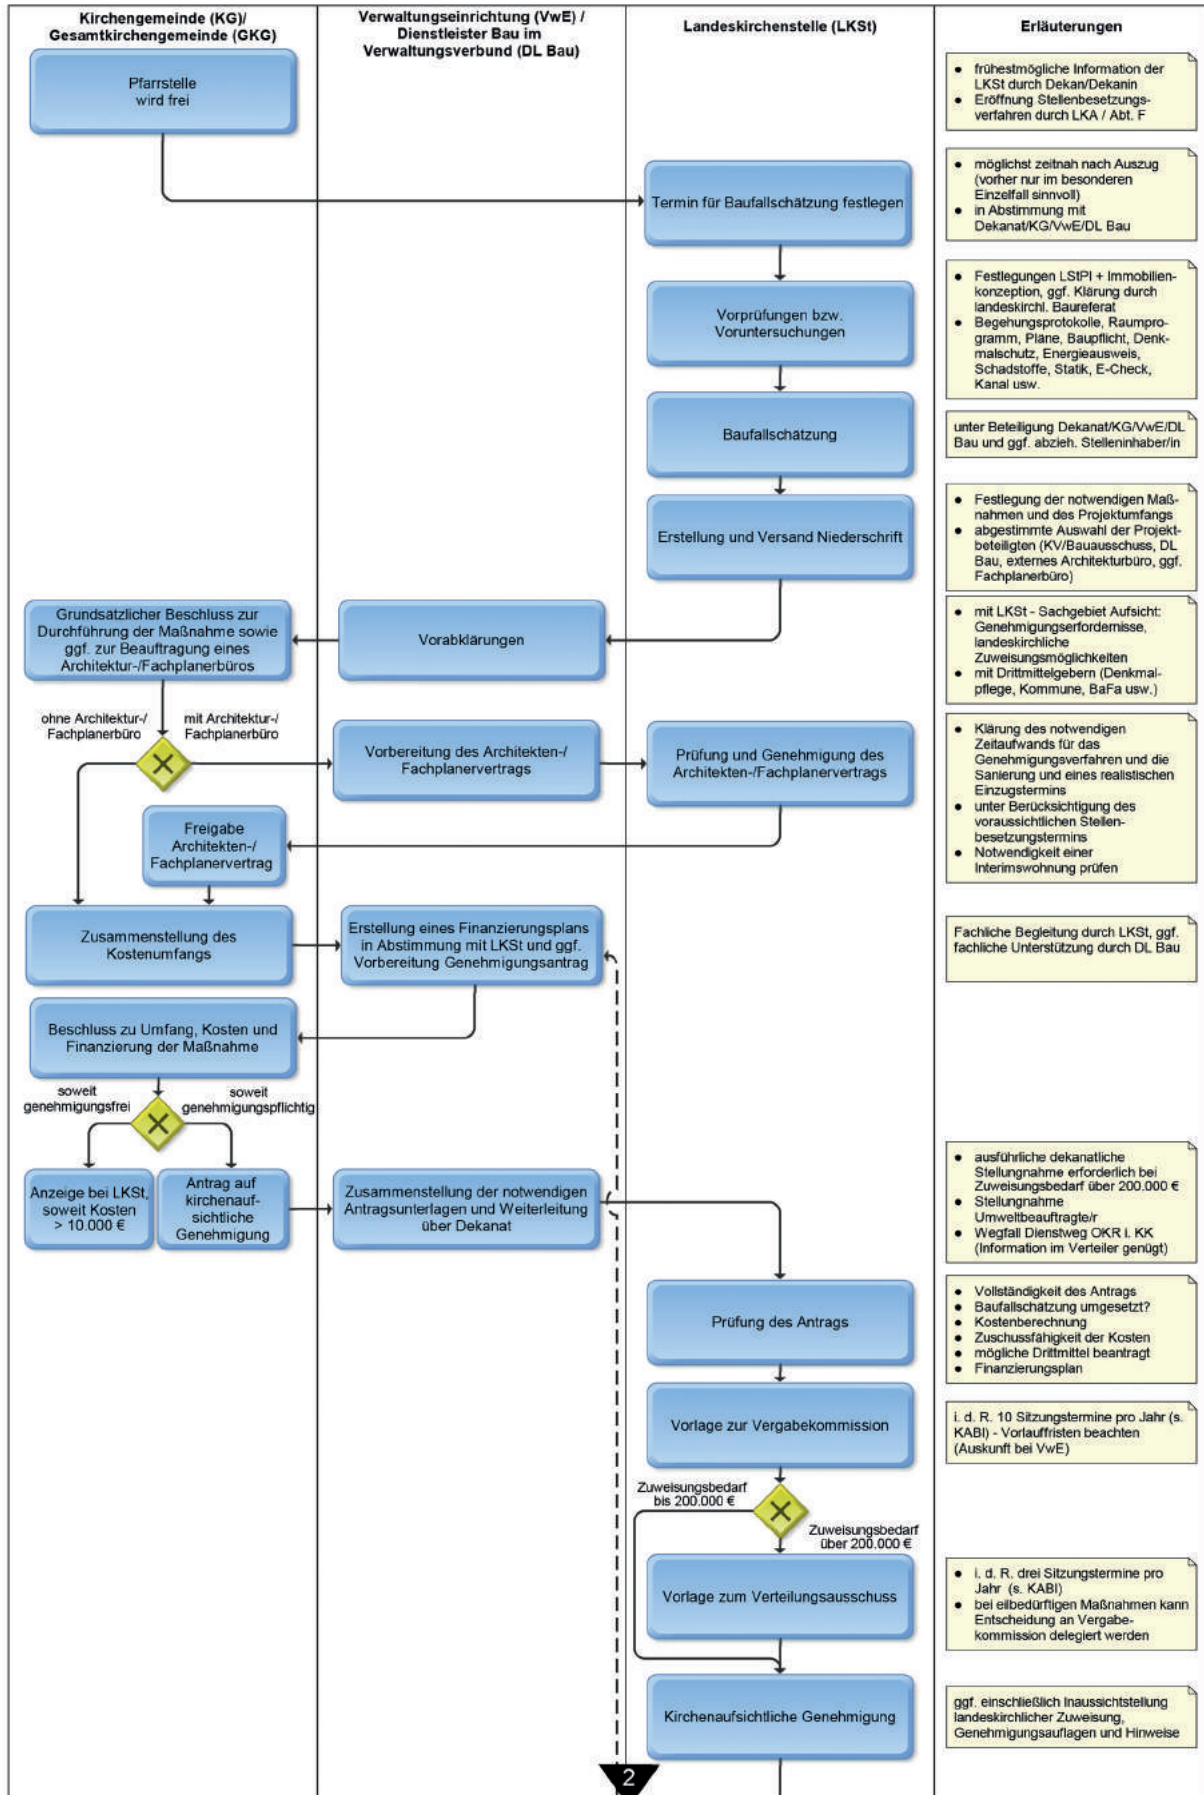 Kirchengemeinde (KG)/
Gesamtkirchengemeinde (GKG)
Verwaltungseinrichtung (VwE) /
Dienstleister Bau im
Verwaltungsverbund (DL Bau)
Landeskirchenstelle (LKSt)
Erläuterungen
Pfarrstelle
wird frei
● frühestmögliche Information der
LKSt durch Dekan/Dekanin
● Eröffnung Stellenbesetzungs-
verfahren durch LKA / Abt. F
Termin für Baufallschätzung festlegen
● möglichst zeitnah nach Auszug
(vorher nur im besonderen
Einzelfall sinnvoll)
● in Abstimmung mit
Dekanat/KG/VwE/DL Bau
Vorprüfungen bzw.
Voruntersuchungen
● Festlegungen LStPl + Immobilien-
konzeption, ggf. Klärung durch
landeskirchl. Baureferat
● Begehungsprotokolle, Raumpro-
gramm, Pläne, Baupflicht, Denk-
malschutz, Energieausweis,
Schadstoffe, Statik, E-Check,
Kanal usw.
Baufallschätzung
unter Beteiligung Dekanat/KG/VwE/DL
Bau und ggf. abzieh. Stelleninhaber/in
Erstellung und Versand Niederschrift
● Festlegung der notwendigen Maß-
nahmen und des Projektumfangs
● abgestimmte Auswahl der Projekt-
beteiligten (KV/Bauausschuss, DL
Bau, externes Architekturbüro, ggf.
Fachplanerbüro)
Grundsätzlicher Beschluss zur
Durchführung der Maßnahme sowie
ggf. zur Beauftragung eines
Architektur-/Fachplanerbüros
Vorabklärungen
● mit LKSt - Sachgebiet Aufsicht:
Genehmigungserfordernisse,
landeskirchliche
Zuweisungsmöglichkeiten
● mit Drittmittelgebern (Denkmal-
pflege, Kommune, BaFa usw.)
ohne Architektur-/
Fachplanerbüro
mit Architektur-/
Fachplanerbüro
Vorbereitung des Architekten-/
Fachplanervertrags
Prüfung und Genehmigung des
Architekten-/Fachplanervertrags
● Klärung des notwendigen
Zeitaufwands für das
Genehmigungsverfahren und die
Sanierung und eines realistischen
Einzugstermins
● unter Berücksichtigung des
voraussichtlichen Stellen-
besetzungstermins
● Notwendigkeit einer
Interimswohnung prüfen
Freigabe
Architekten-/
Fachplanervertrag
Zusammenstellung des
Kostenumfangs
Erstellung eines Finanzierungsplans
in Abstimmung mit LKSt und ggf.
Vorbereitung Genehmigungsantrag
Fachliche Begleitung durch LKSt, ggf.
fachliche Unterstützung durch DL Bau
Beschluss zu Umfang, Kosten und
Finanzierung der Maßnahme
soweit
genehmigungsfrei
soweit
genehmigungspflichtig
Anzeige bei LKSt,
soweit Kosten
> 10.000 €
Antrag auf
kirchenauf-
sichtliche
Genehmigung
Zusammenstellung der notwendigen
Antragsunterlagen und Weiterleitung
über Dekanat
● ausführliche dekanatliche
Stellungnahme erforderlich bei
Zuweisungsbedarf über 200.000 €
● Stellungnahme
Umweltbeauftragte/r
● Wegfall Dienstweg OKR i. KK
(Information im Verteiler genügt)
Prüfung des Antrags
● Vollständigkeit des Antrags
● Baufallschätzung umgesetzt?
● Kostenberechnung
● Zuschussfähigkeit der Kosten
● mögliche Drittmittel beantragt
● Finanzierungsplan
Vorlage zur Vergabekommission
i. d. R. 10 Sitzungstermine pro Jahr (s.
KABl) - Vorlauffristen beachten
(Auskunft bei VwE)
Zuweisungsbedarf
bis 200.000 €
Zuweisungsbedarf
über 200.000 €
Vorlage zum Verteilungsausschuss
● i. d. R. drei Sitzungstermine pro
Jahr (s. KABl)
● bei eilbedürftigen Maßnahmen kann
Entscheidung an Vergabe-
kommission delegiert werden
Kirchenaufsichtliche Genehmigung
ggf. einschließlich Inaussichtstellung
landeskirchlicher Zuweisung,
Genehmigungsauflagen und Hinweise
2